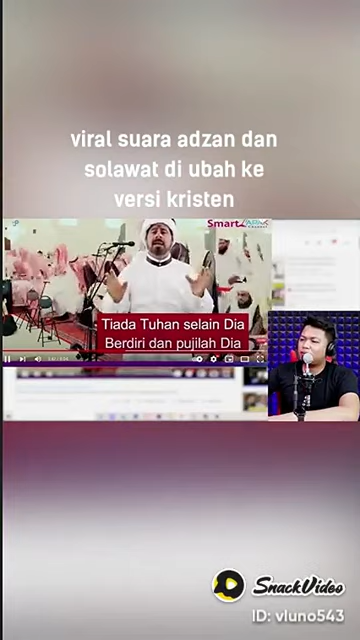 viral suara adzan dan
solawat di ubah ke
versi kristen
Smart
Tiada Tuhan selain Dia
Berdiri dan pujilah Dia
SnackVideo
ID: vluno543